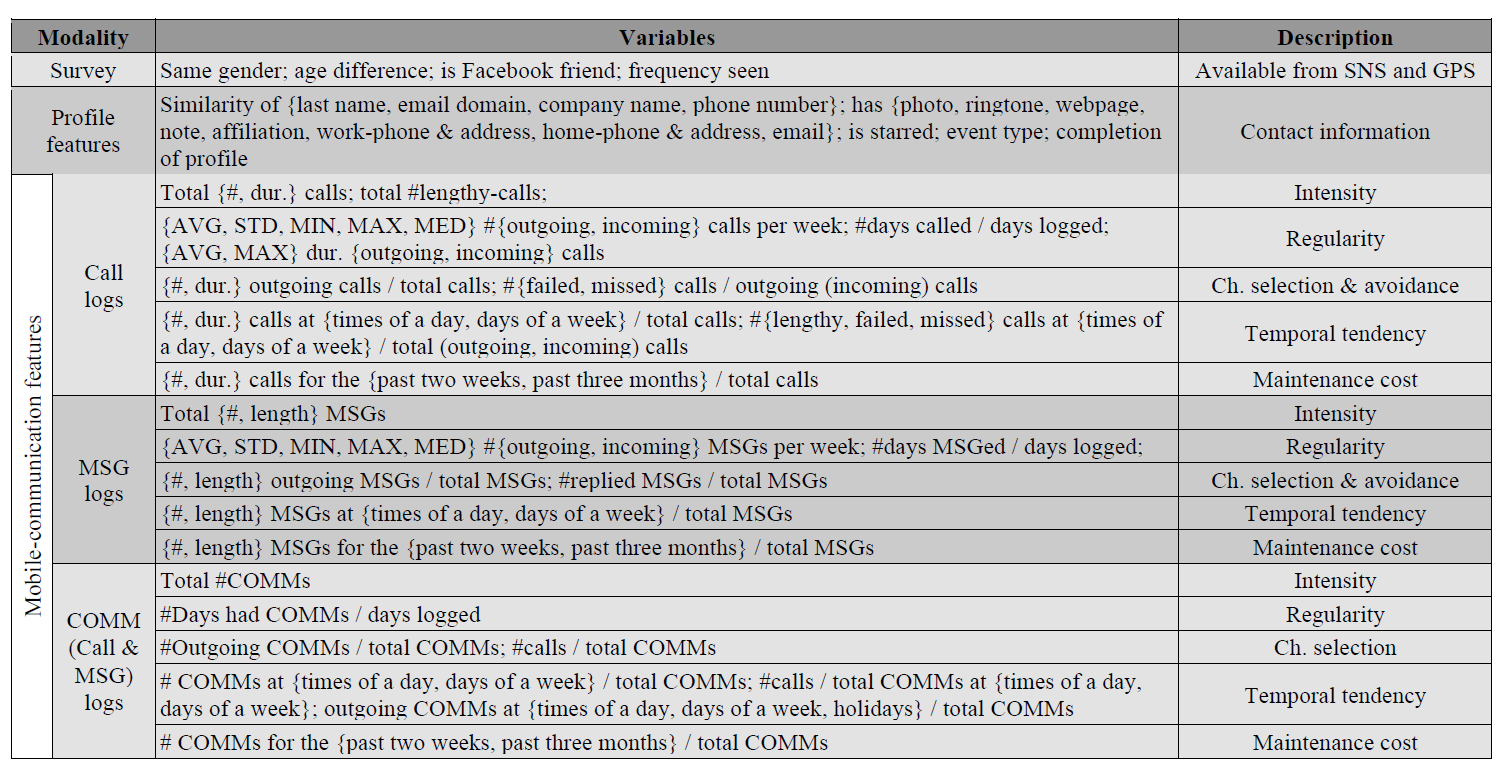 Modality Variables Description
Survey Same gender; age difference; is Facebook friend; frequency seen Available from SNS and GPS
Profile features
Similarity of {last name, email domain, company name, phone number}; has {photo, ringtone, webpage,
note, affiliation, work-phone & address, home-phone & address, email}; is starred; event type; completion
of profile
Contact information
Mobile-communication features
Call
logs
Total {#, dur.} calls; total #lengthy-calls; Intensity
{AVG, STD, MIN, MAX, MED} #{outgoing, incoming} calls per week; #days called / days logged;
{AVG, MAX} dur. {outgoing, incoming} calls
Regularity
{#, dur.} outgoing calls / total calls; #{failed, missed} calls / outgoing (incoming) calls Ch. selection & avoidance
{#, dur.} calls at {times of a day, days of a week} / total calls; #{lengthy, failed, missed} calls at {times of
a day, days of a week} / total (outgoing, incoming) calls
Temporal tendency
{#, dur.} calls for the {past two weeks, past three months} / total calls Maintenance cost
MSG
logs
Total {#, length} MSGs Intensity
{AVG, STD, MIN, MAX, MED} #{outgoing, incoming} MSGs per week; #days MSGed / days logged; Regularity
{#, length} outgoing MSGs / total MSGs; #replied MSGs / total MSGs Ch. selection & avoidance
{#, length} MSGs at {times of a day, days of a week} / total MSGs Temporal tendency
{#, length} MSGs for the {past two weeks, past three months} / total MSGs Maintenance cost
COMM
(Call &
MSG)
logs
Total #COMMs Intensity
#Days had COMMs / days logged Regularity
#Outgoing COMMs / total COMMs; #calls / total COMMs Ch. selection
# COMMs at {times of a day, days of a week} / total COMMs; #calls / total COMMs at {times of a day,
days of a week}; outgoing COMMs at {times of a day, days of a week, holidays} / total COMMs
Temporal tendency
# COMMs for the {past two weeks, past three months} / total COMMs Maintenance cost